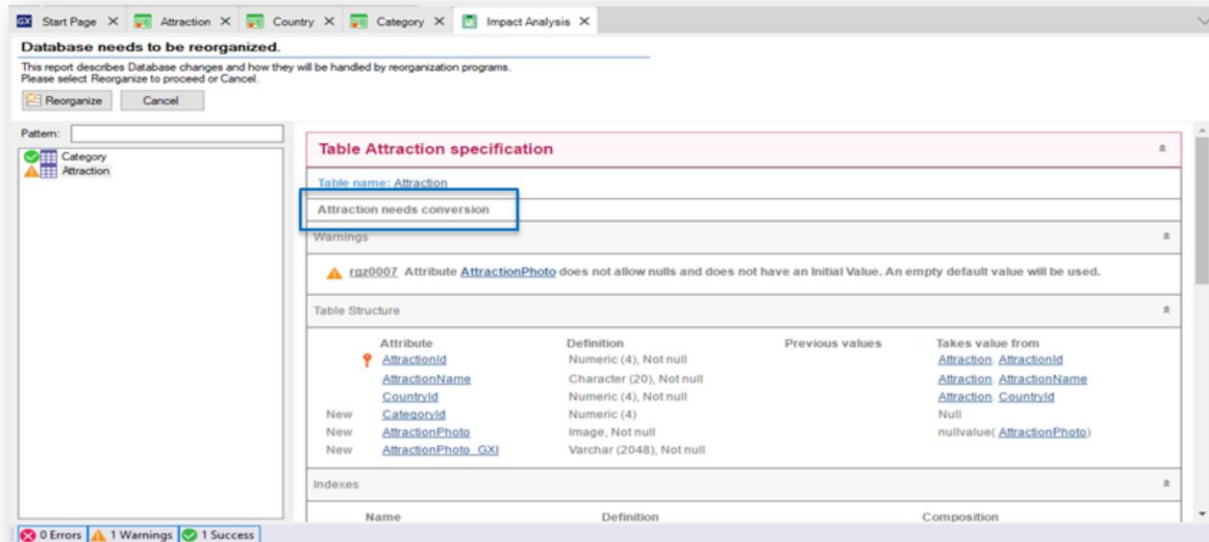 GX Start Page X Attraction X Country X Category X Impact Analysis X
Database needs to be reorganized.
This report describes Database changes and how they will be handled by reorganization programs.
Please select Reorganize to proceed or Cancel.
Reorganize Cancel
Pattern:
Category
Attraction
Table Attraction specification
Table name: Attraction
Attraction needs conversion
Warnings
rgz0007 Attribute AttractionPhoto does not allow nulls and does not have an Initial Value. An empty default value will be used.
Table Structure
Attribute Definition Previous values Takes value from
AttractionId Numeric (4), Not null Attraction. AttractionId
AttractionName Character (20), Not null Attraction. AttractionName
CountryId Numeric (4), Not null Attraction. CountryId
New CategoryId Numeric (4) Null
New AttractionPhoto Image, Not null nullvalue( AttractionPhoto)
New AttractionPhoto_GXI Varchar (2048), Not null
Indexes
Name Definition Composition
0 Errors 1 Warnings 1 Success